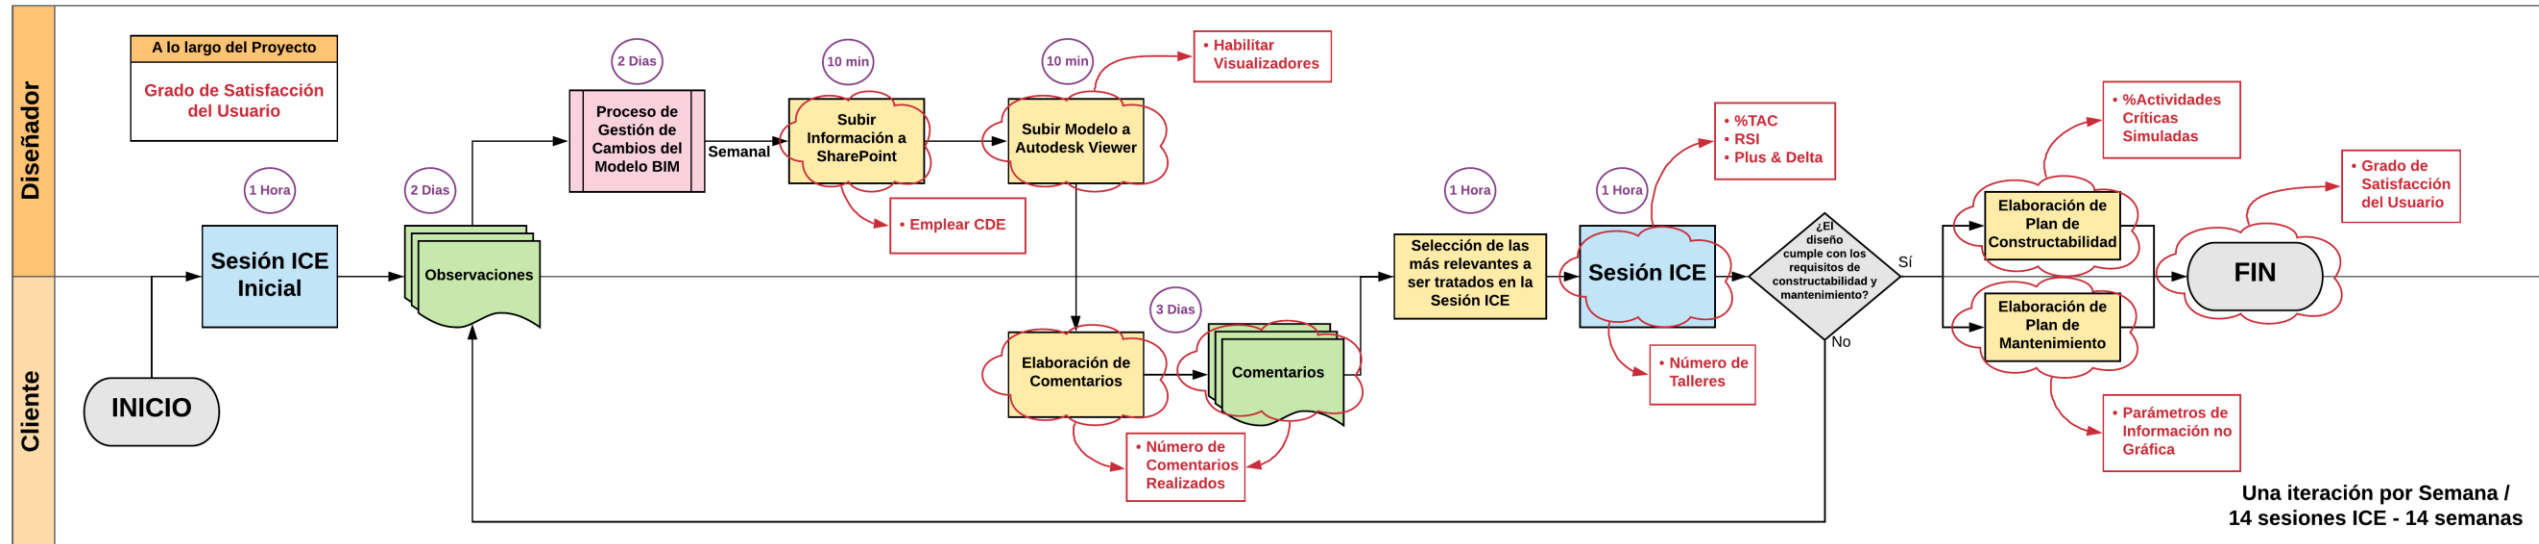 Diseñador
Cliente
A lo largo del Proyecto
Grado de Satisfacción
del Usuario
INICIO
1 Hora
Sesión ICE
Inicial
2 Dias
Observaciones
2 Dias
Proceso de
Gestión de
Cambios del
Modelo BIM
Semanal
10 min
Subir
Información a
SharePoint
• Emplear CDE
10 min
Subir Modelo a
Autodesk Viewer
• Habilitar
Visualizadores
Elaboración de
Comentarios
3 Dias
Comentarios
• Número de
Comentarios
Realizados
1 Hora
Selección de las
más relevantes a
ser tratados en la
Sesión ICE
1 Hora
Sesión ICE
• %TAC
• RSI
• Plus & Delta
• Número de
Talleres
¿El
diseño
cumple con los
requisitos de
constructabilidad y
mantenimiento?
Sí
No
• %Actividades
Críticas
Simuladas
Elaboración de
Plan de
Constructabilidad
Elaboración de
Plan de
Mantenimiento
• Parámetros de
Información no
Gráfica
• Grado de
Satisfacción
del Usuario
FIN
Una iteración por Semana /
14 sesiones ICE - 14 semanas